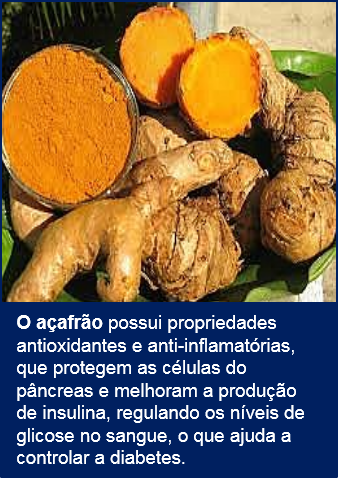 O açafrão possui propriedades
antioxidantes e anti-inflamatórias,
que protegem as células do
pâncreas e melhoram a produção
de insulina, regulando os níveis de
glicose no sangue, o que ajuda a
controlar a diabetes.